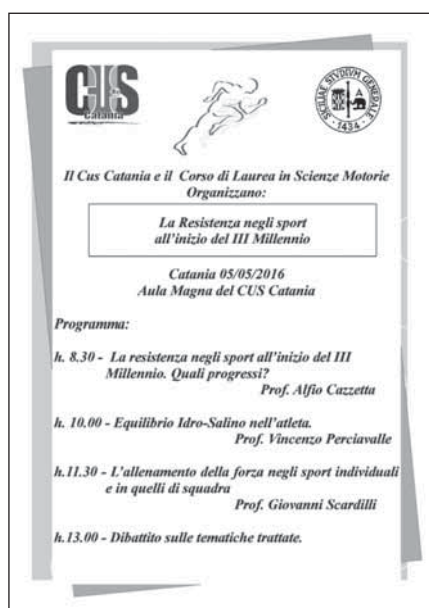 CUS
Catania
SICILIAE STVDIVM GENERALE
1434
Il Cus Catania e il Corso di Laurea in Scienze Motorie
Organizzano:
La Resistenza negli sport
all'inizio del III Millennio
Catania 05/05/2016
Aula Magna del CUS Catania
Programma:
h. 8.30 - La resistenza negli sport all'inizio del III
Millennio. Quali progressi?
Prof. Alfio Cazzetta
h. 10.00 - Equilibrio Idro-Salino nell'atleta.
Prof. Vincenzo Perciavalle
h.11.30 - L'allenamento della forza negli sport individuali
e in quelli di squadra
Prof. Giovanni Scardilli
h.13.00 - Dibattito sulle tematiche trattate.